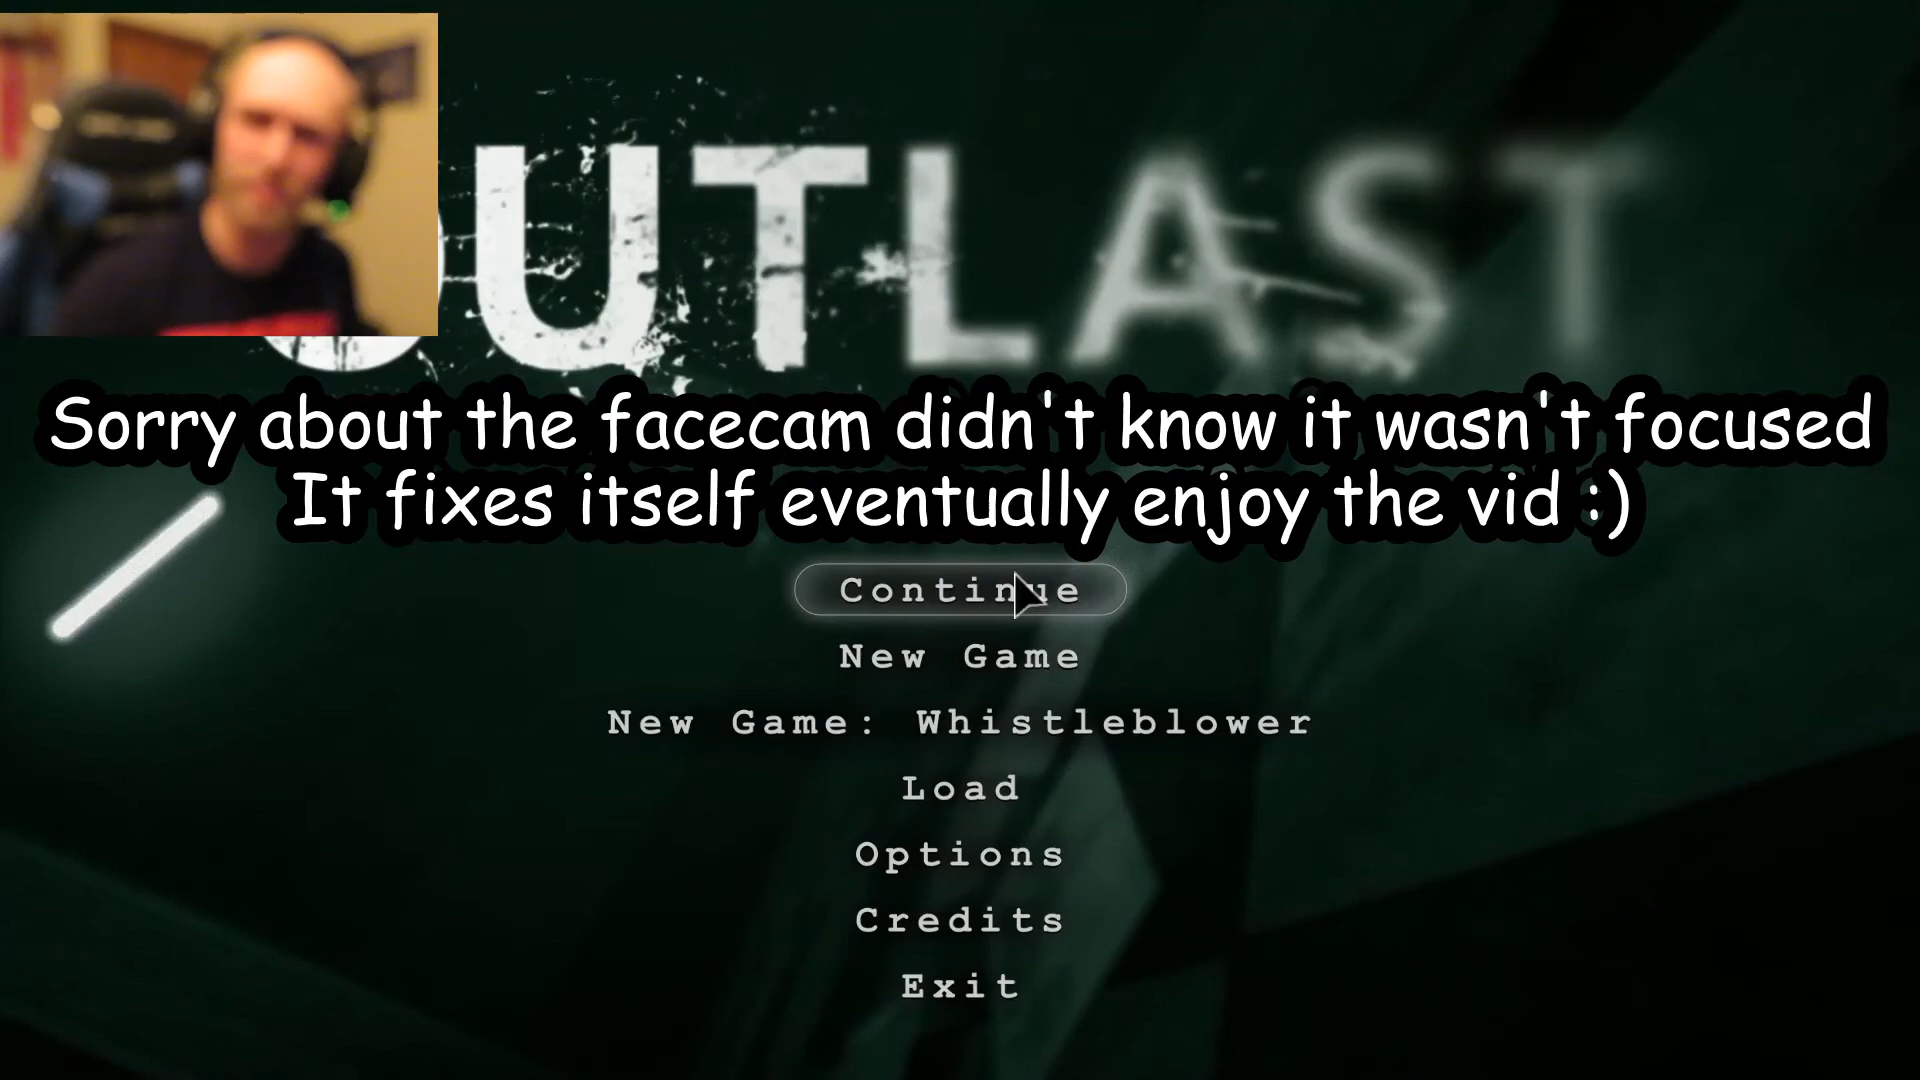 OUTLAST
Sorry about the facecam didn't know it wasn't focused
It fixes itself eventually enjoy the vid :)
Continue
New Game
New Game: Whistleblower
Load
Options
Credits
Exit